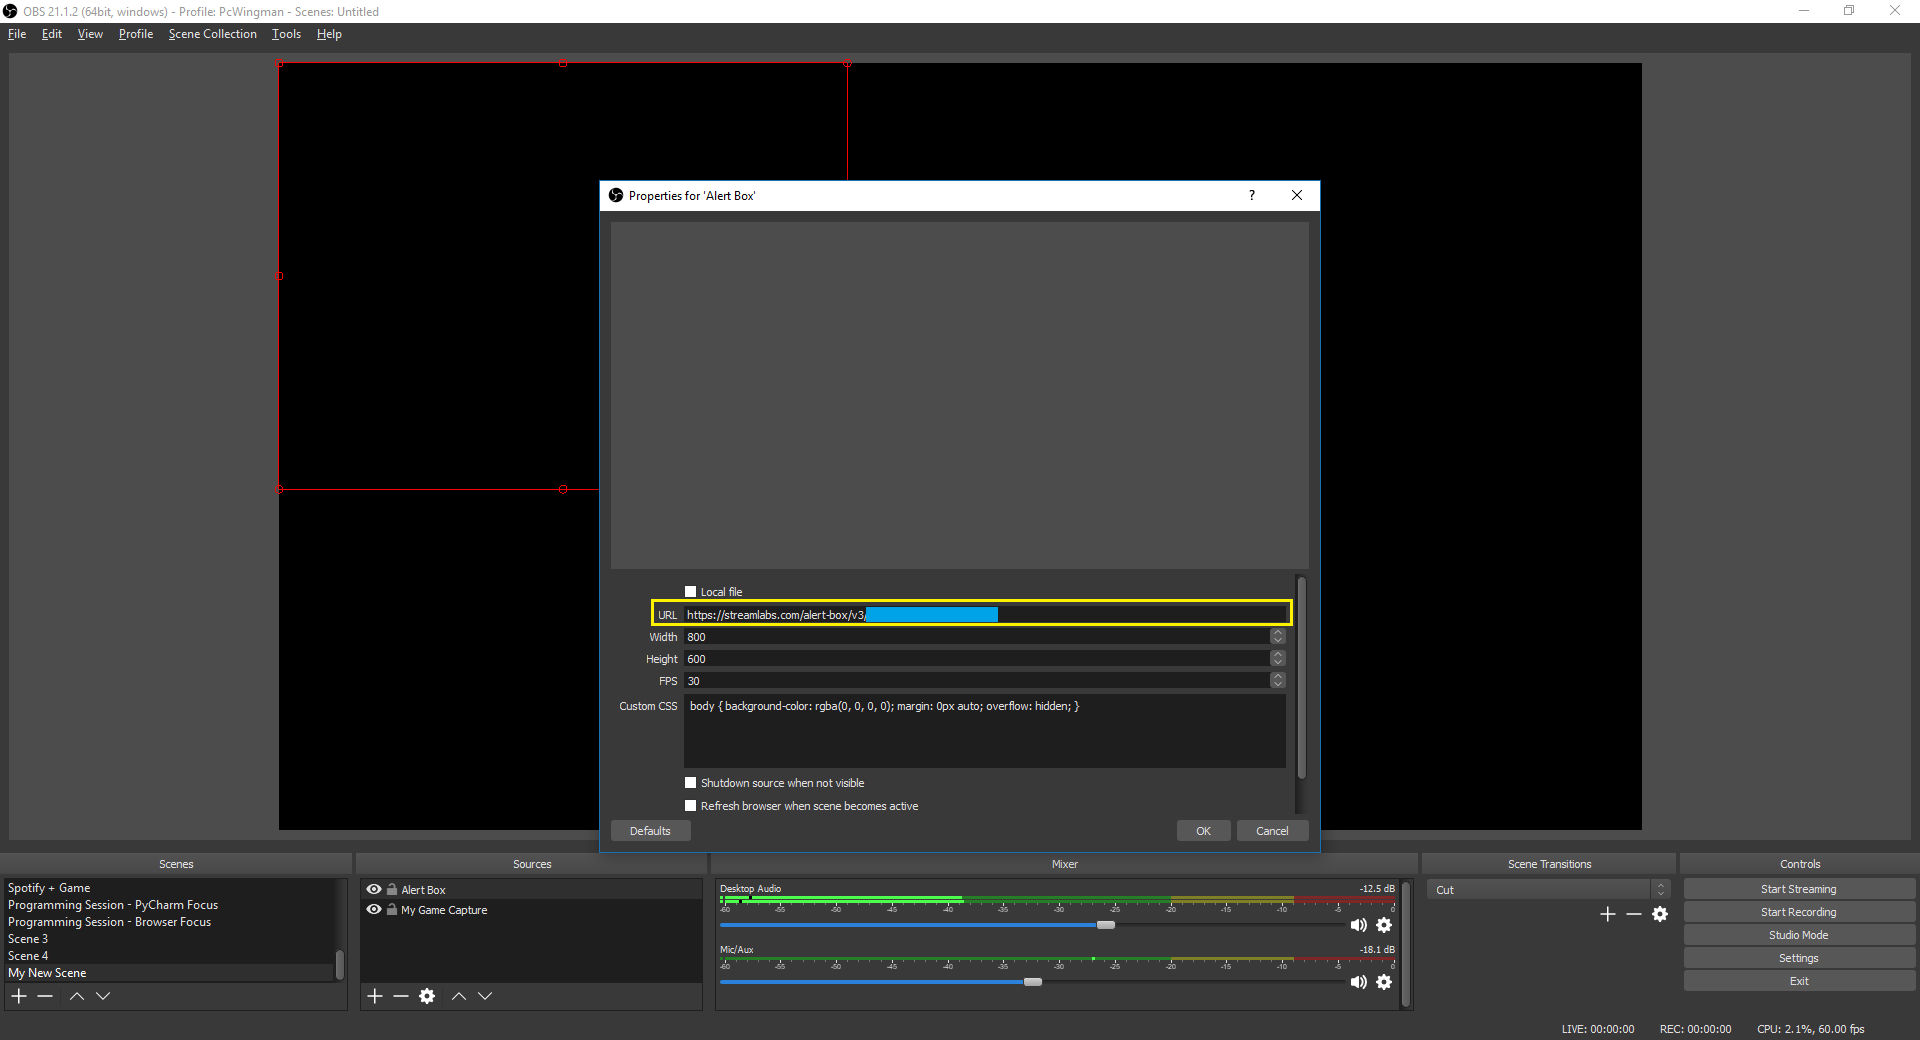 OBS 21.1.2 (64bit, windows) - Profile: PcWingman - Scenes: Untitled
File Edit View Profile Scene Collection Tools Help
Properties for 'Alert Box' ?
Local file
URL https://streamlabs.com/alert-box/v3/
Width 800
Height 600
FPS 30
Custom CSS body { background-color: rgba(0, 0, 0, 0); margin: 0px auto; overflow: hidden; }
Shutdown source when not visible
Refresh browser when scene becomes active
Defaults OK Cancel
Scenes
Spotify + Game
Programming Session - PyCharm Focus
Programming Session - Browser Focus
Scene 3
Scene 4
My New Scene
Sources
Alert Box
My Game Capture
Mixer
Desktop Audio -12.5 dB
-60 -55 -50 -45 -40 -35 -30 -25 -20 -15 -10 -5 0
Mic/Aux -18.1 dB
-60 -55 -50 -45 -40 -35 -30 -25 -20 -15 -10 -5 0
Scene Transitions
Cut
Controls
Start Streaming
Start Recording
Studio Mode
Settings
Exit
LIVE: 00:00:00 REC: 00:00:00 CPU: 2.1%, 60.00 fps